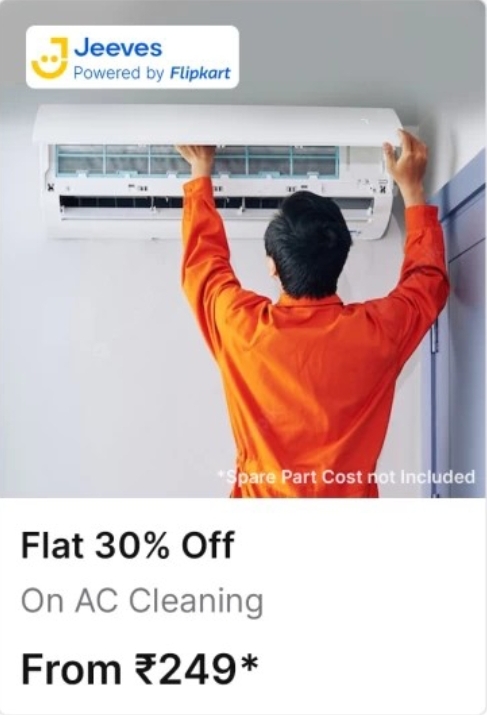 Jeeves
Powered by Flipkart
*Spare Part Cost not Included
Flat 30% Off
On AC Cleaning
From ₹249*